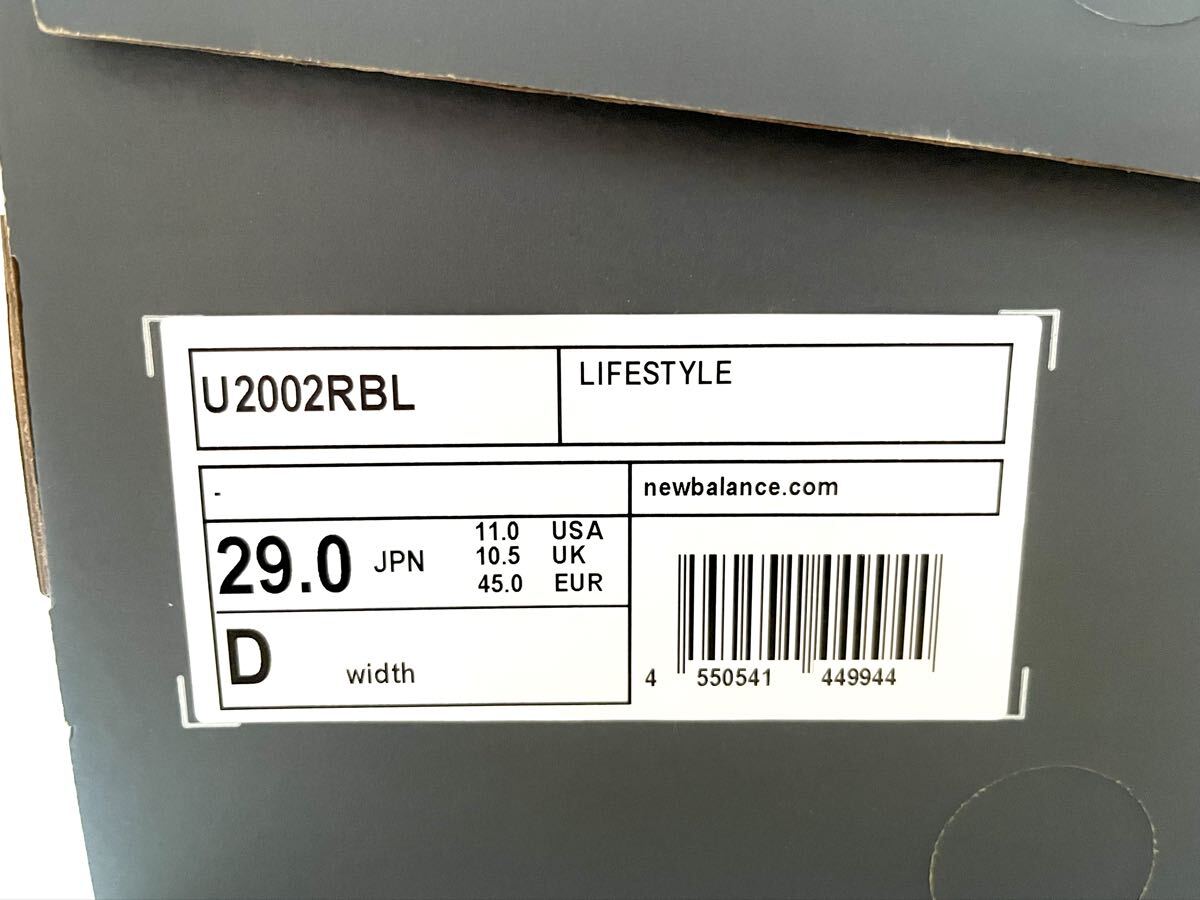 U2002RBL
LIFESTYLE
-
newbalance.com
29.0 JPN
11.0 USA
10.5 UK
45.0 EUR
D width
4 550541 449944